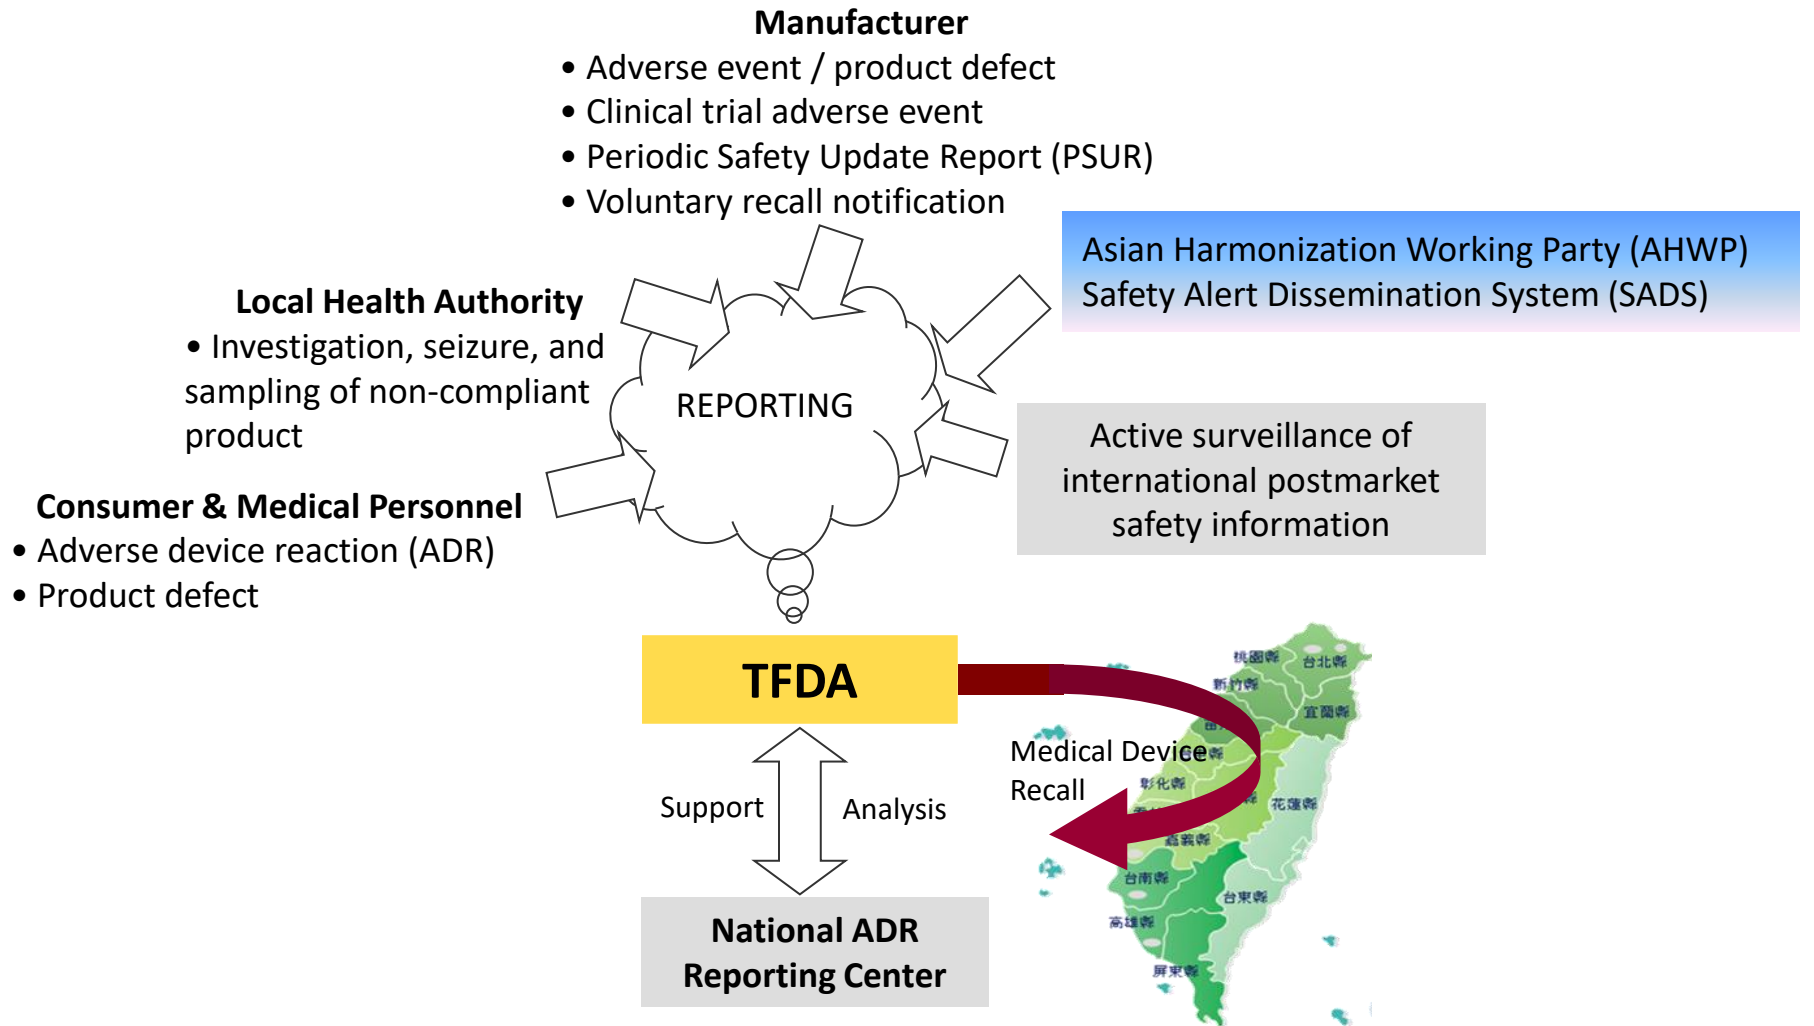 Manufacturer
• Adverse event / product defect
• Clinical trial adverse event
• Periodic Safety Update Report (PSUR)
• Voluntary recall notification
Asian Harmonization Working Party (AHWP)
Safety Alert Dissemination System (SADS)
Local Health Authority
• Investigation, seizure, and
sampling of non-compliant
product
REPORTING
Active surveillance of
international postmarket
safety information
Consumer & Medical Personnel
• Adverse device reaction (ADR)
• Product defect
TFDA
Medical Device
Recall
Support
Analysis
National ADR
Reporting Center
桃園縣
台北縣
新竹縣
宜蘭縣
彰化縣
花蓮縣
嘉義縣
台南縣
台東縣
高雄縣
屏東縣